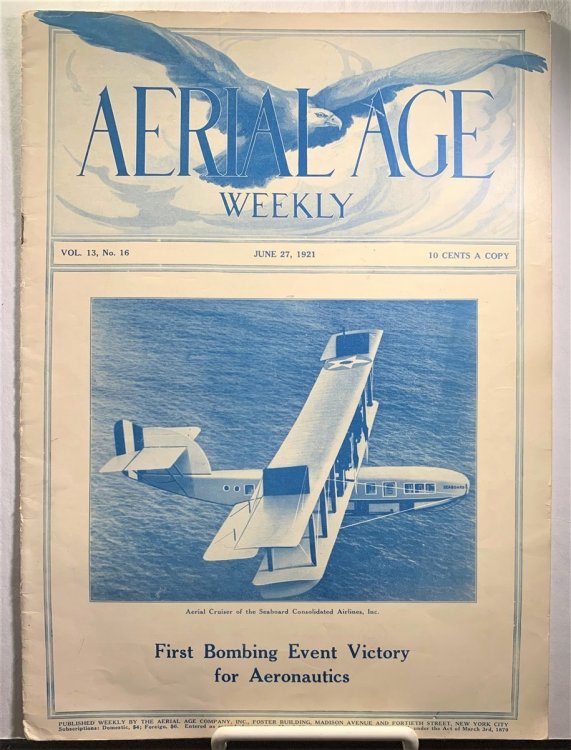 AERIAL AGE
WEEKLY
VOL. 13, No. 16 JUNE 27, 1921 10 CENTS A COPY
SEABOARD
Aerial Cruiser of the Seaboard Consolidated Airlines, Inc.
First Bombing Event Victory
for Aeronautics
PUBLISHED WEEKLY BY THE AERIAL AGE COMPANY, INC., FOSTER BUILDING, MADISON AVENUE AND FORTIETH STREET, NEW YORK CITY
Subscriptions: Domestic, $4; Foreign, $6. Entered as under the Act of March 3rd, 1879